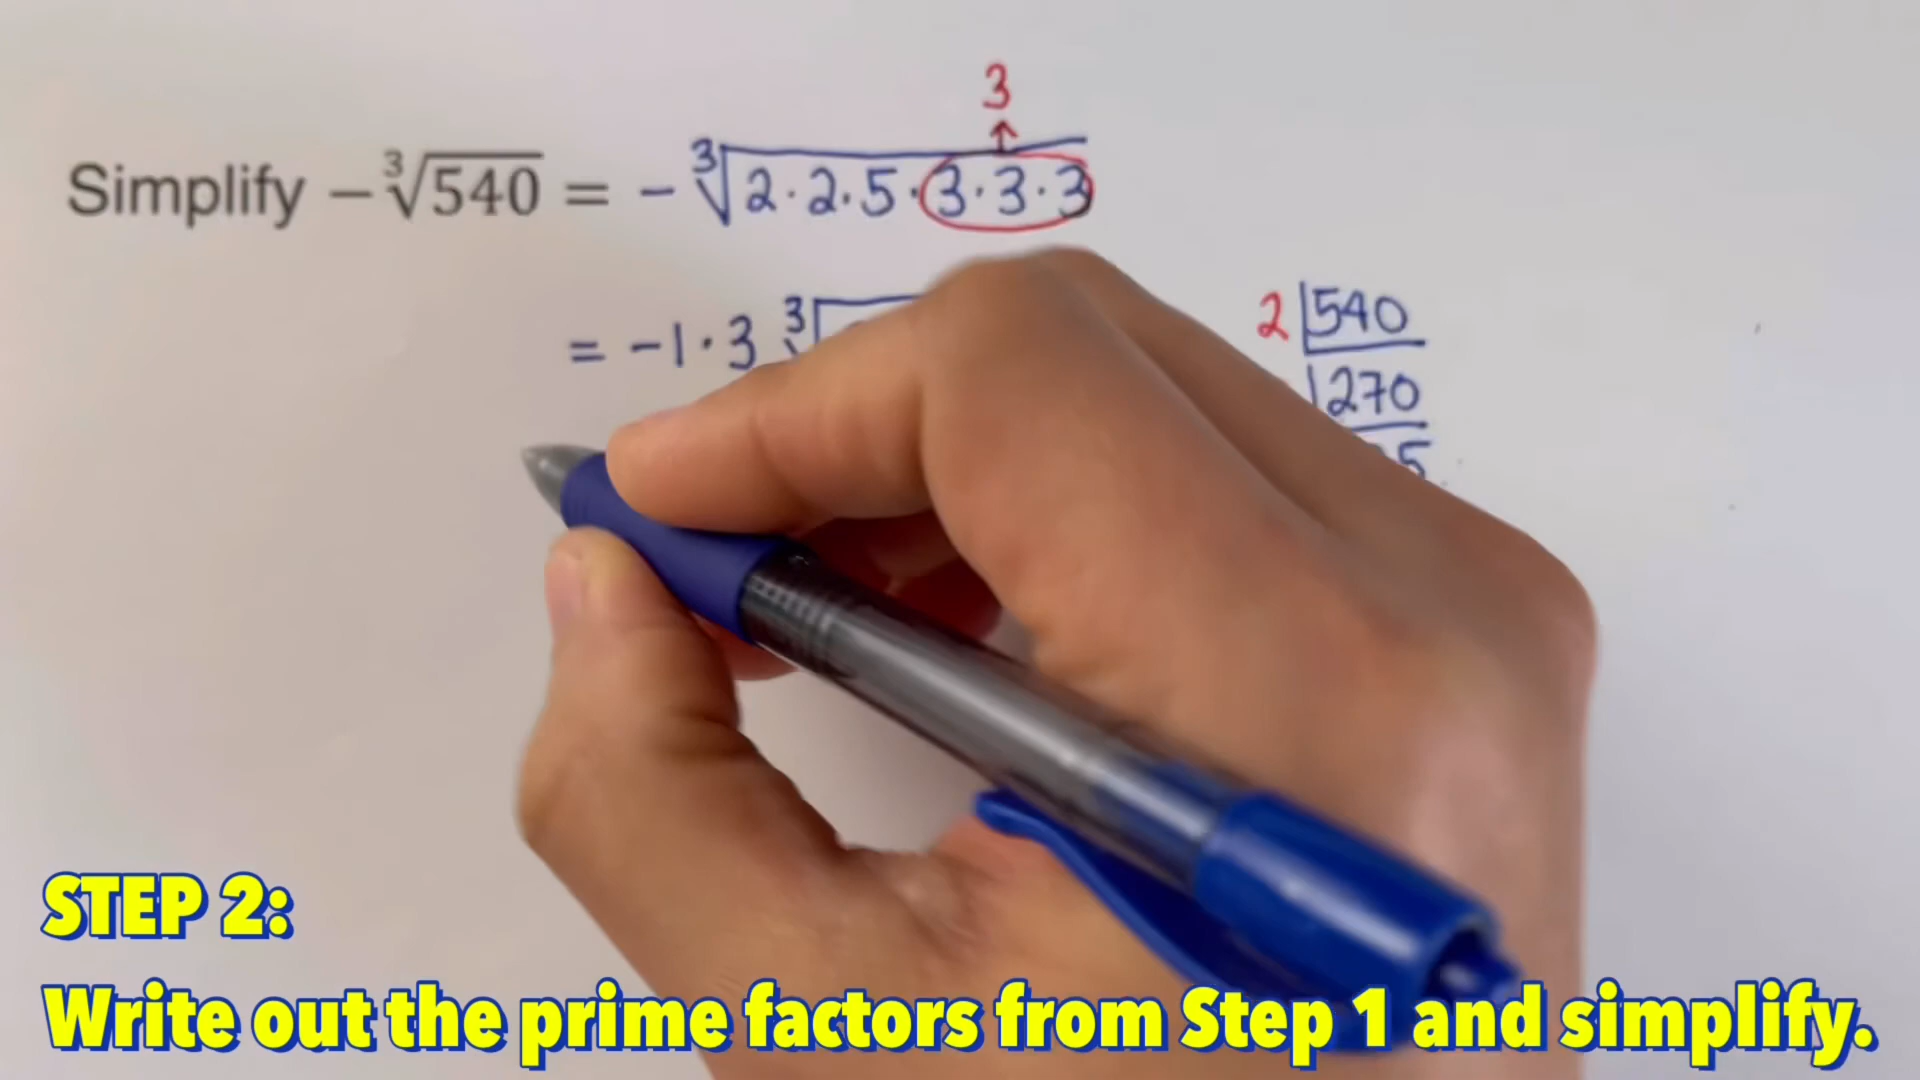 3
Simplify −∛540 = − ∛2·2·5·3·3·3
= −1·3 ∛
2 540
270
5
STEP 2:
Write out the prime factors from Step 1 and simplify.